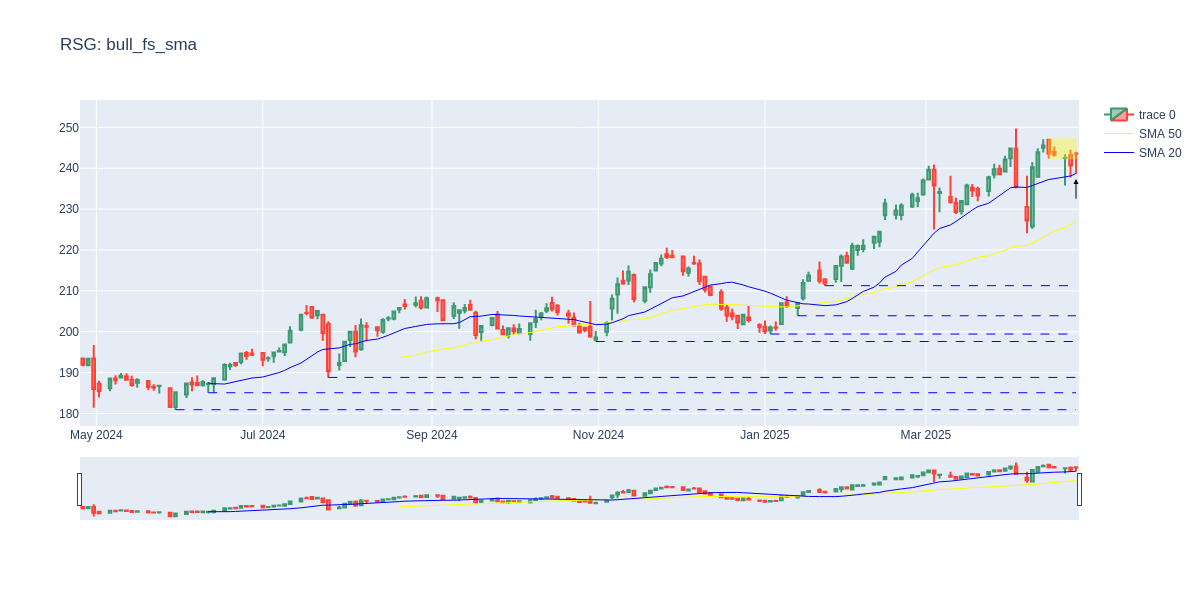 RSG: bull_fs_sma
trace 0
SMA 50
SMA 20
250
240
230
220
210
200
190
180
May 2024
Jul 2024
Sep 2024
Nov 2024
Jan 2025
Mar 2025